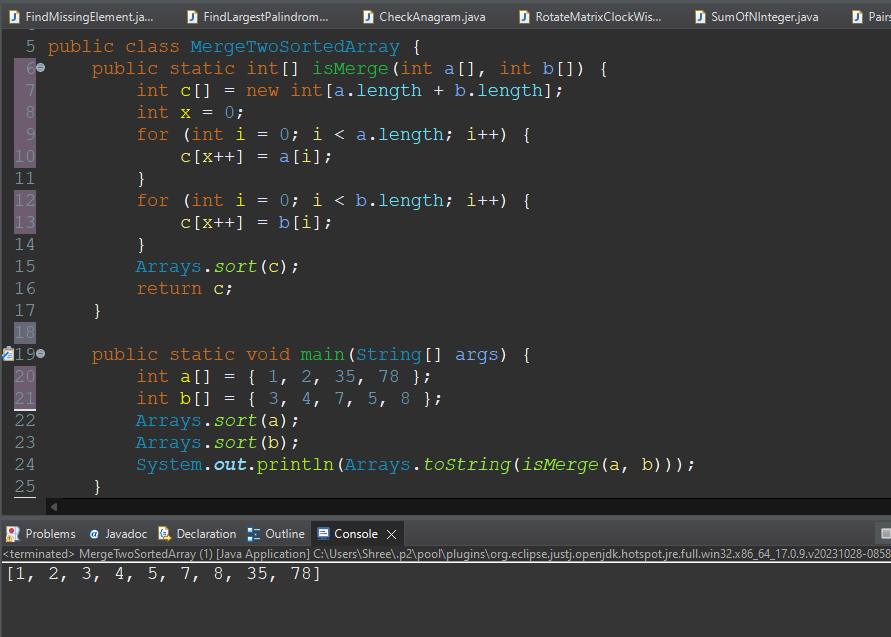 FindMissingElement.ja... FindLargestPalindrom... CheckAnagram.java RotateMatrixClockWis... SumOfNInteger.java Pairs
5 public class MergeTwoSortedArray {
6 public static int[] isMerge(int a[], int b[]) {
7 int c[] = new int[a.length + b.length];
8 int x = 0;
9 for (int i = 0; i < a.length; i++) {
10 c[x++] = a[i];
11 }
12 for (int i = 0; i < b.length; i++) {
13 c[x++] = b[i];
14 }
15 Arrays.sort(c);
16 return c;
17 }
18
19 public static void main(String[] args) {
20 int a[] = { 1, 2, 35, 78 };
21 int b[] = { 3, 4, 7, 5, 8 };
22 Arrays.sort(a);
23 Arrays.sort(b);
24 System.out.println(Arrays.toString(isMerge(a, b)));
25 }
Problems @ Javadoc Declaration Outline Console
<terminated> MergeTwoSortedArray (1) [Java Application] C:\Users\Shree\.p2\pool\plugins\org.eclipse.justj.openjdk.hotspot.jre.full.win32.x86_64_17.0.9.v20231028-0858
[1, 2, 3, 4, 5, 7, 8, 35, 78]